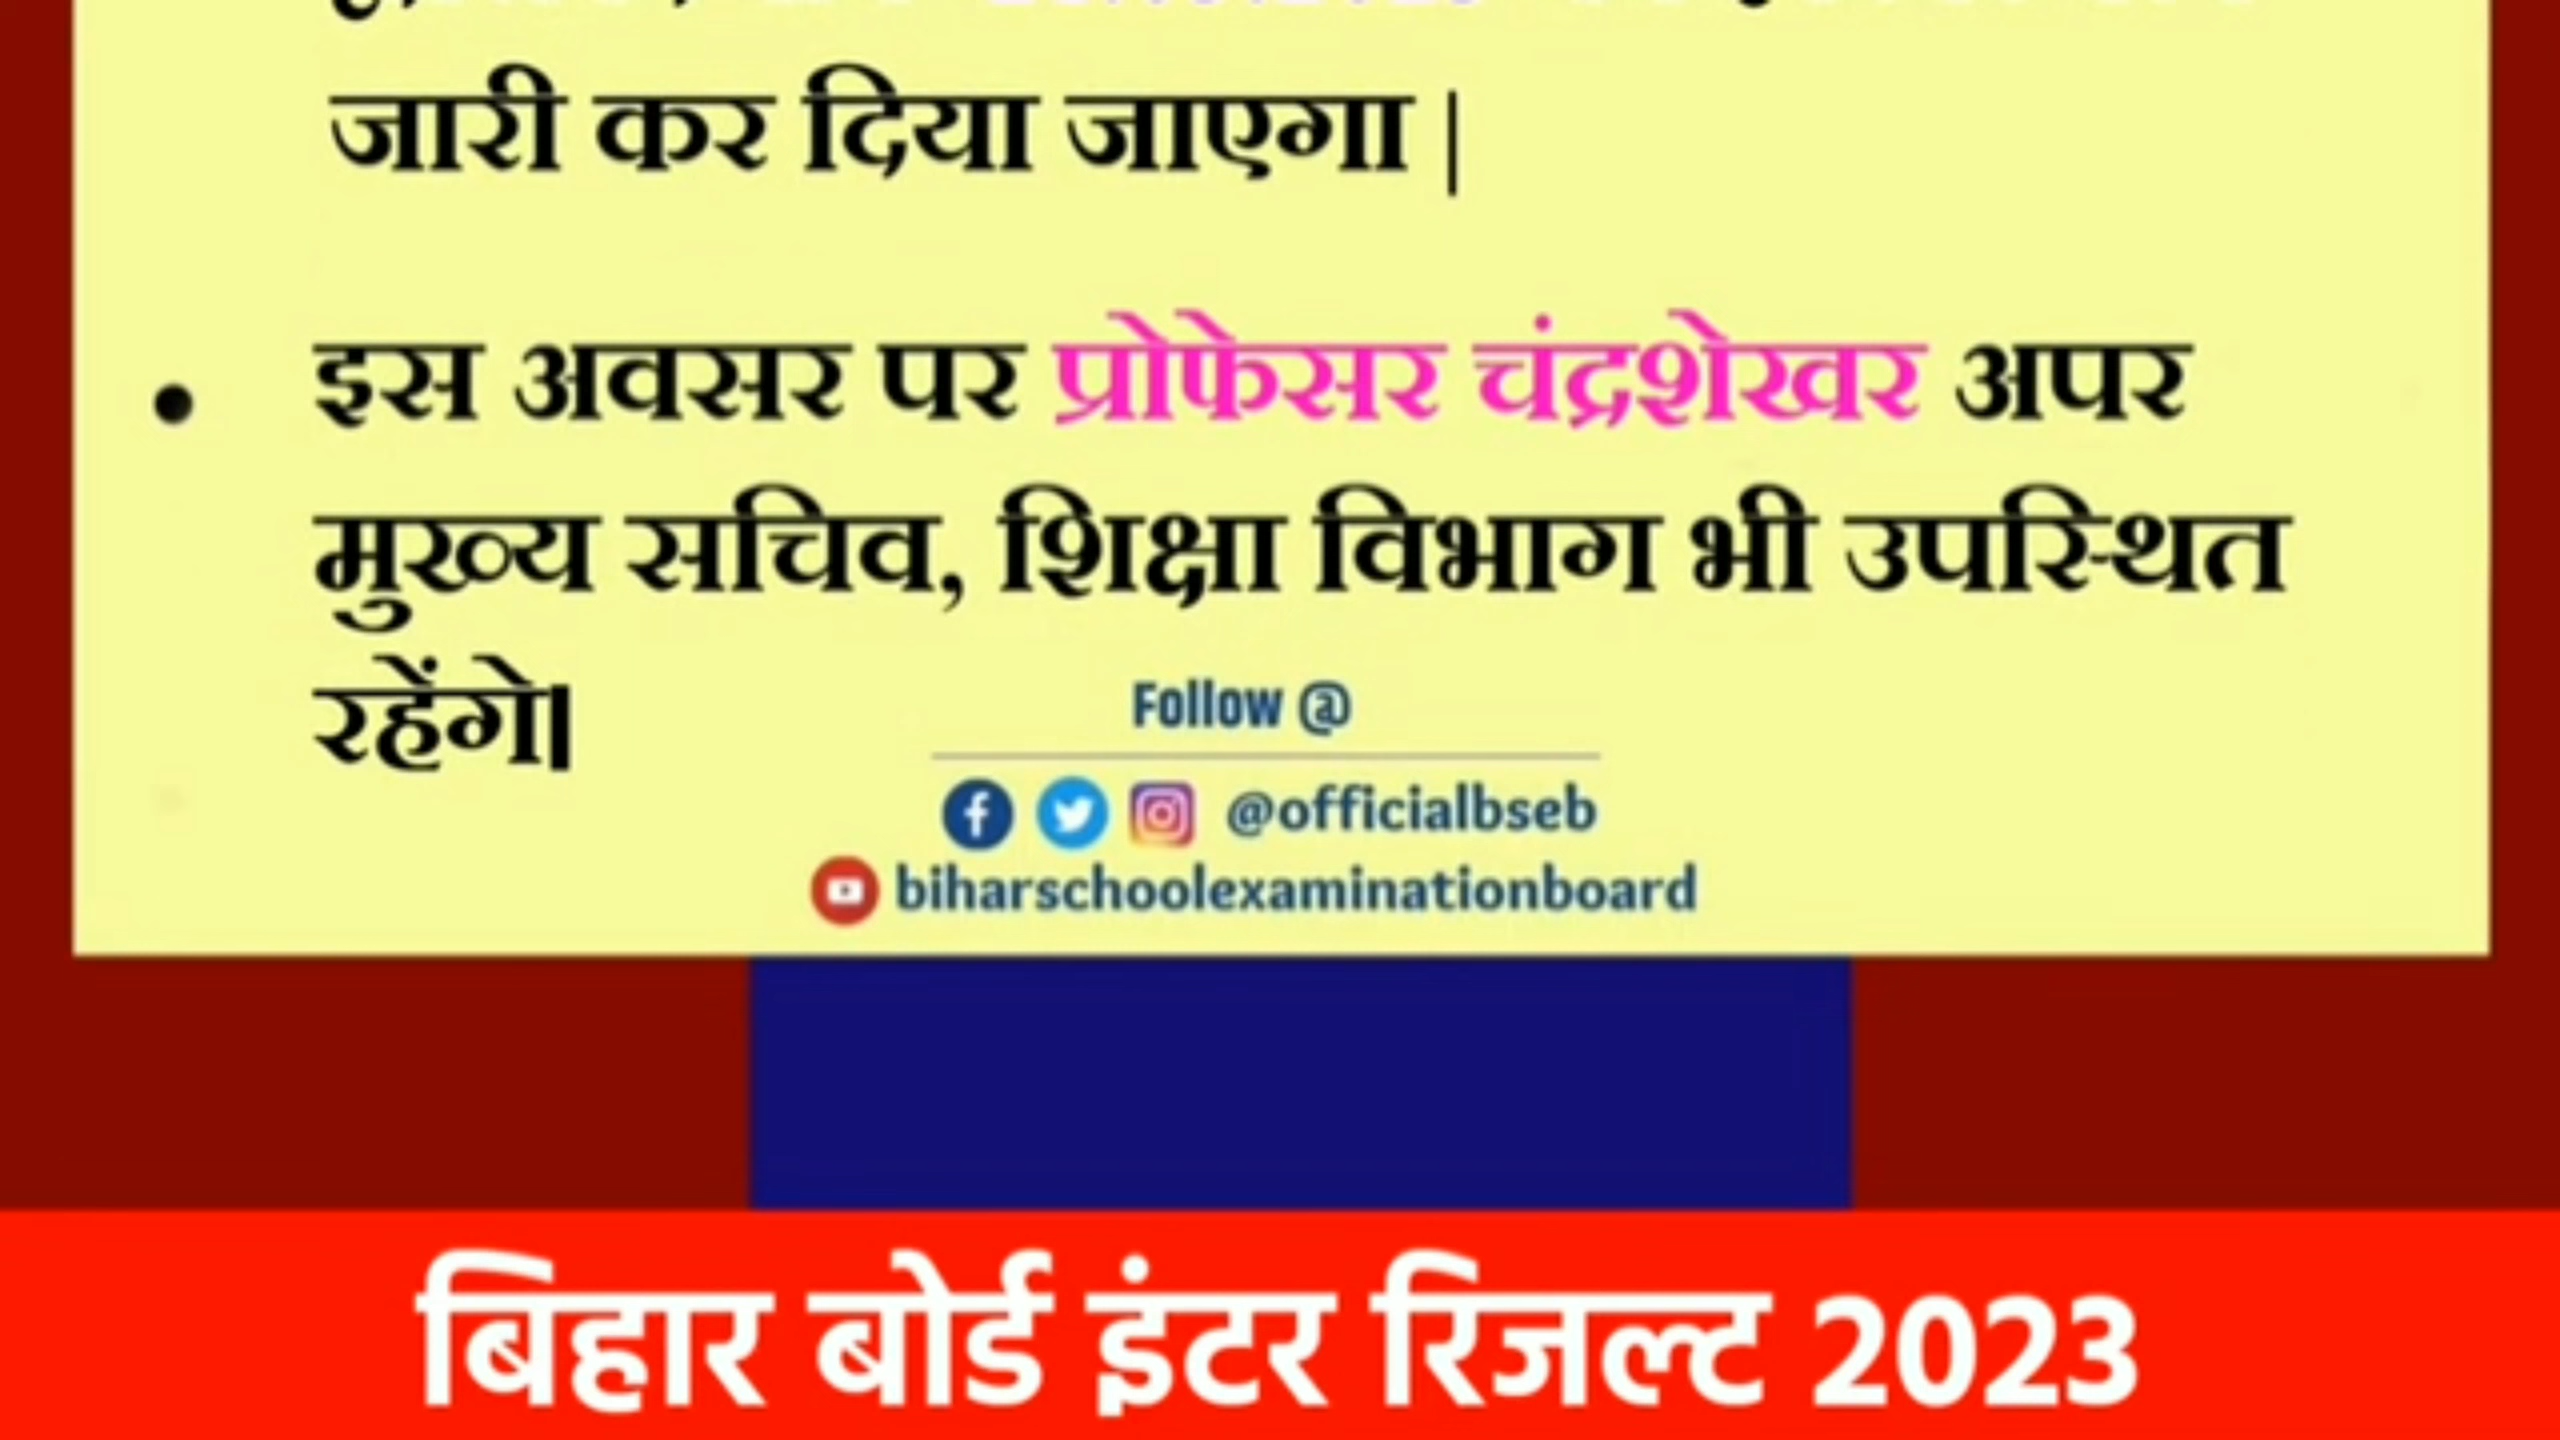 जारी कर दिया जाएगा |
• इस अवसर पर प्रोफेसर चंद्रशेखर अपर
मुख्य सचिव, शिक्षा विभाग भी उपस्थित
रहेंगे।
Follow @
@officialbseb
biharschoolexaminationboard
बिहार बोर्ड इंटर रिजल्ट 2023